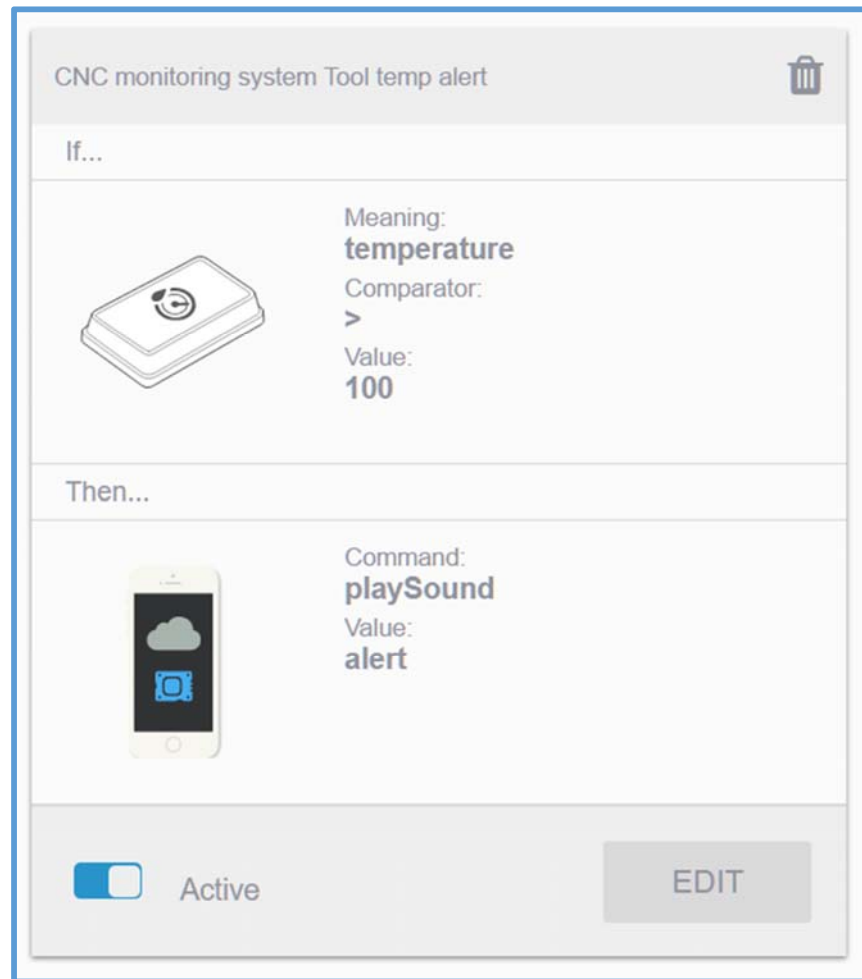 CNC monitoring system Tool temp alert
If...
Meaning:
temperature
Comparator:
>
Value:
100
Then...
Command:
playSound
Value:
alert
Active
EDIT